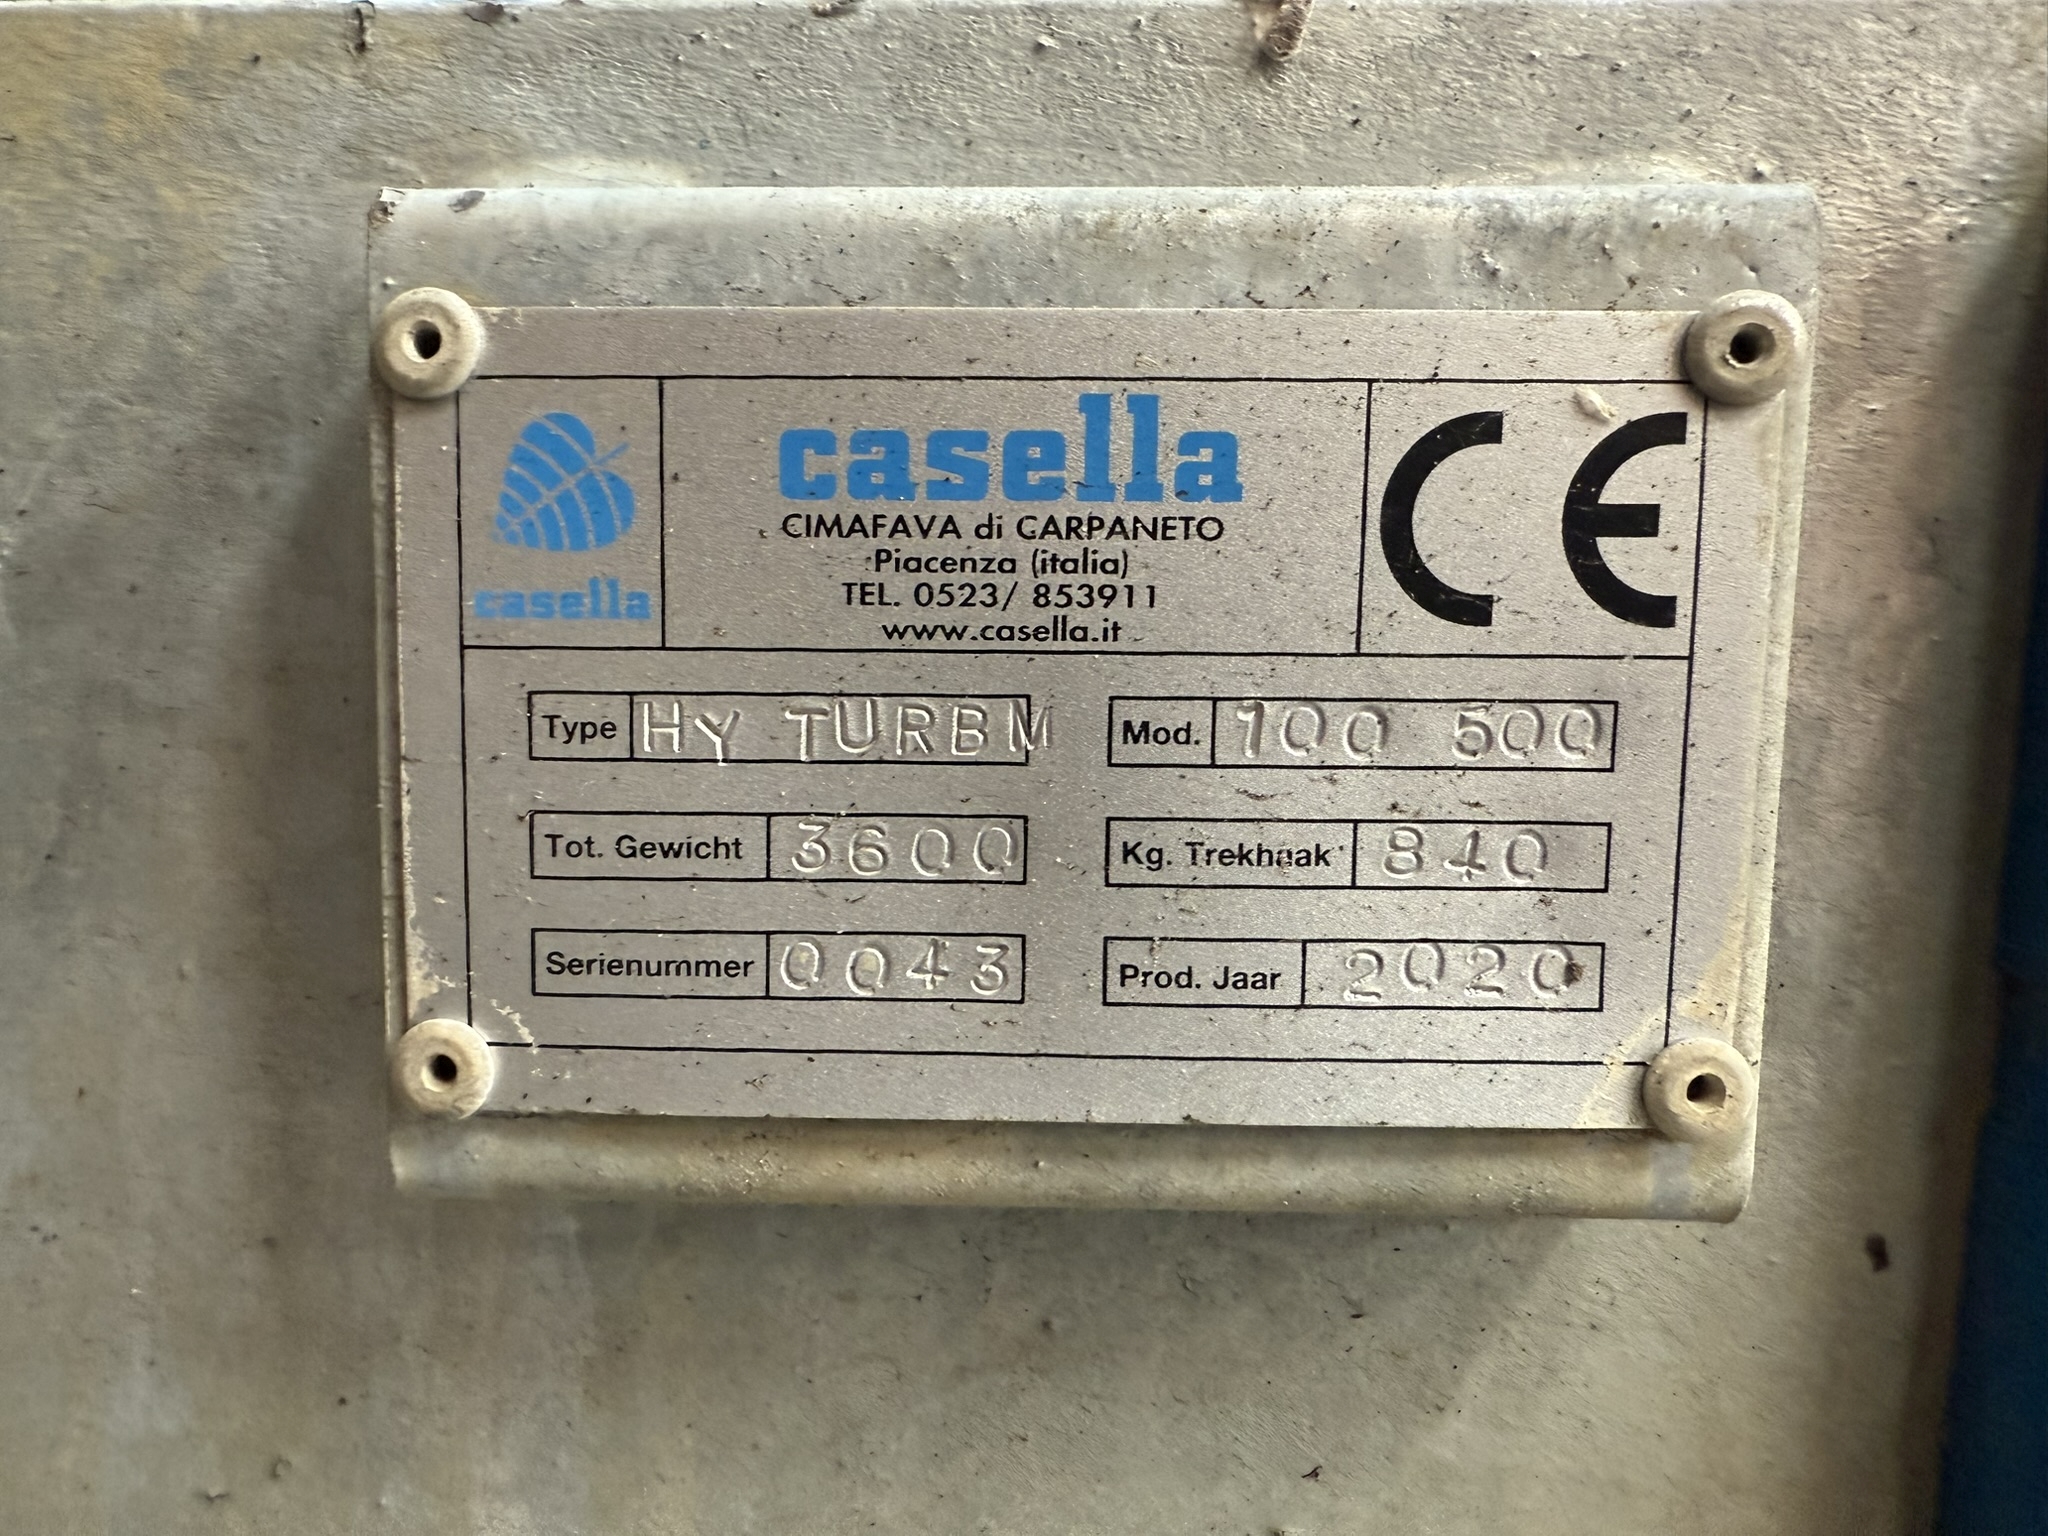 casella
casella
CIMAFAVA di CARPANETO
Piacenza (italia)
TEL. 0523/ 853911
www.casella.it
CE
Type HY TURBM
Mod. 100 500
Tot. Gewicht 3600
Kg. Trekhaak 840
Serienummer 0043
Prod. Jaar 2020